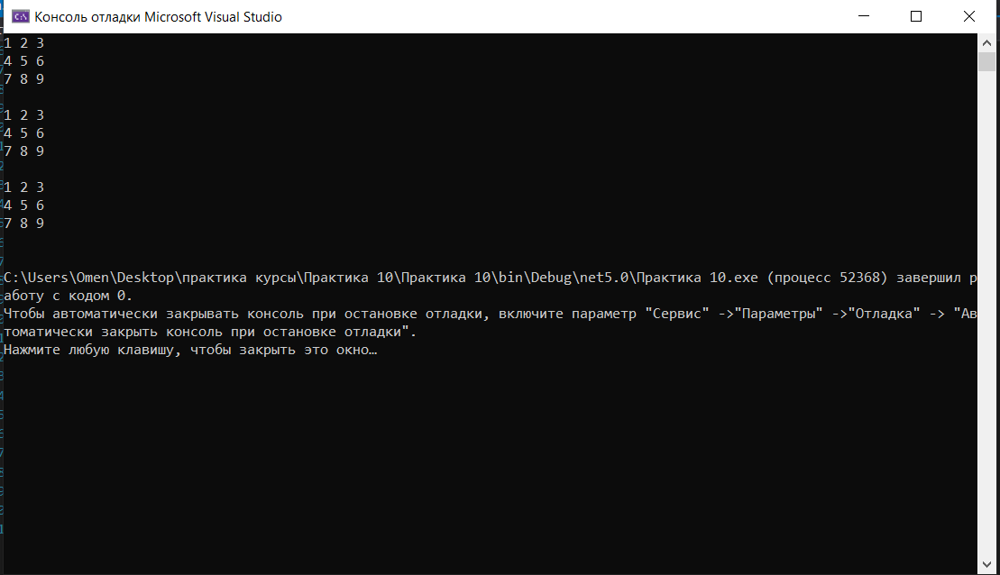 Консоль отладки Microsoft Visual Studio
1 2 3
4 5 6
7 8 9
1 2 3
4 5 6
7 8 9
1 2 3
4 5 6
7 8 9
C:\Users\Omen\Desktop\практика курсы\Практика 10\Практика 10\bin\Debug\net5.0\Практика 10.exe (процесс 52368) завершил р
аботу с кодом 0.
Чтобы автоматически закрывать консоль при остановке отладки, включите параметр "Сервис" ->"Параметры" ->"Отладка" -> "Ав
томатически закрыть консоль при остановке отладки".
Нажмите любую клавишу, чтобы закрыть это окно…